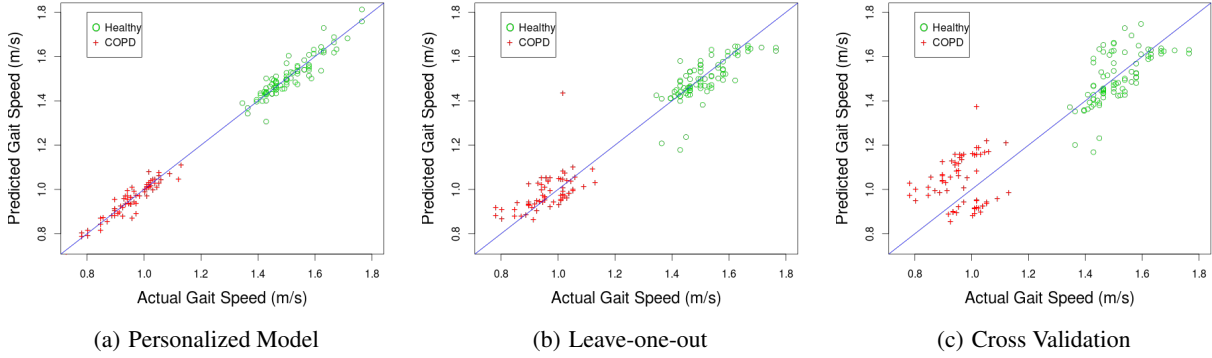 Healthy
COPD
Predicted Gait Speed (m/s)
0.8 1.0 1.2 1.4 1.6 1.8
0.8 1.0 1.2 1.4 1.6 1.8
Actual Gait Speed (m/s)
(a) Personalized Model
Healthy
COPD
Predicted Gait Speed (m/s)
0.8 1.0 1.2 1.4 1.6 1.8
0.8 1.0 1.2 1.4 1.6 1.8
Actual Gait Speed (m/s)
(b) Leave-one-out
Healthy
COPD
Predicted Gait Speed (m/s)
0.8 1.0 1.2 1.4 1.6 1.8
0.8 1.0 1.2 1.4 1.6 1.8
Actual Gait Speed (m/s)
(c) Cross Validation